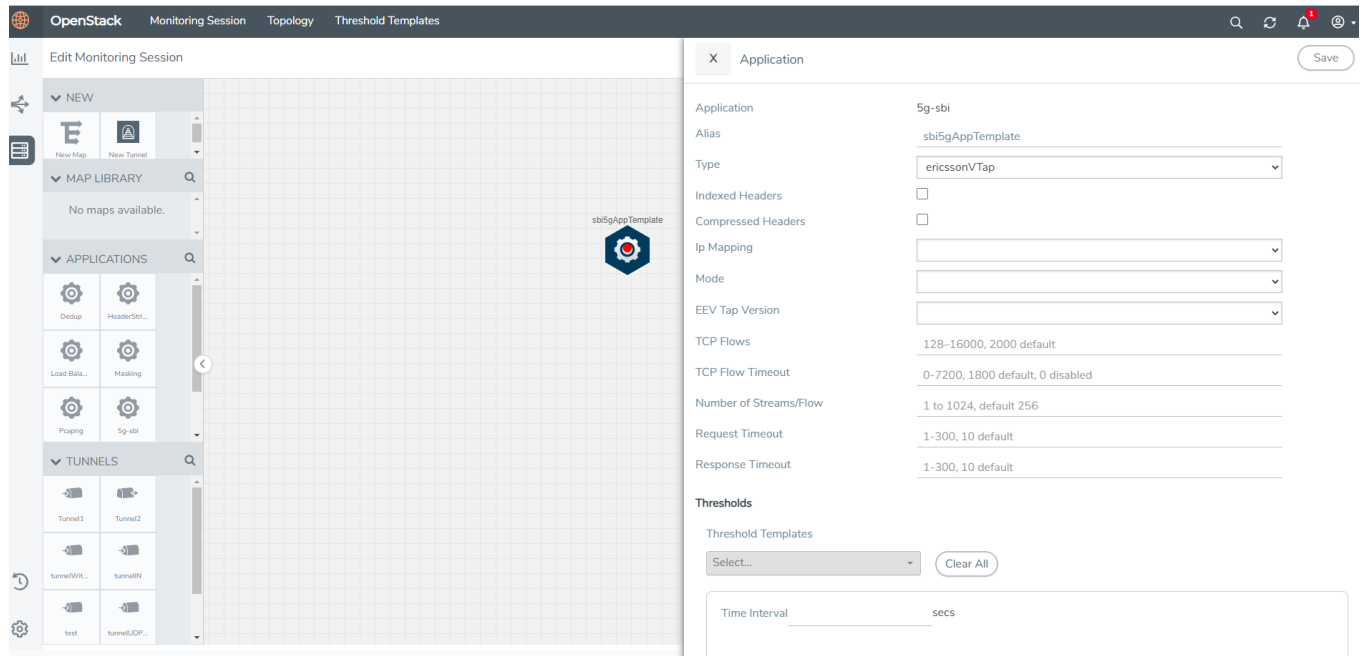 OpenStack Monitoring Session Topology Threshold Templates 1
Edit Monitoring Session
NEW
New Map New Tunnel
MAP LIBRARY
No maps available.
APPLICATIONS
Dedup HeaderStri...
Load Bala... Masking
Pcapng 5g-sbi
TUNNELS
Tunnel1 Tunnel2
tunnelWit... tunnelIN
test tunnelUDP...
sbi5gAppTemplate
X Application Save
Application 5g-sbi
Alias sbi5gAppTemplate
Type ericssonVTap
Indexed Headers
Compressed Headers
Ip Mapping
Mode
EEV Tap Version
TCP Flows 128–16000, 2000 default
TCP Flow Timeout 0-7200, 1800 default, 0 disabled
Number of Streams/Flow 1 to 1024, default 256
Request Timeout 1-300, 10 default
Response Timeout 1-300, 10 default
Thresholds
Threshold Templates
Select... Clear All
Time Interval secs